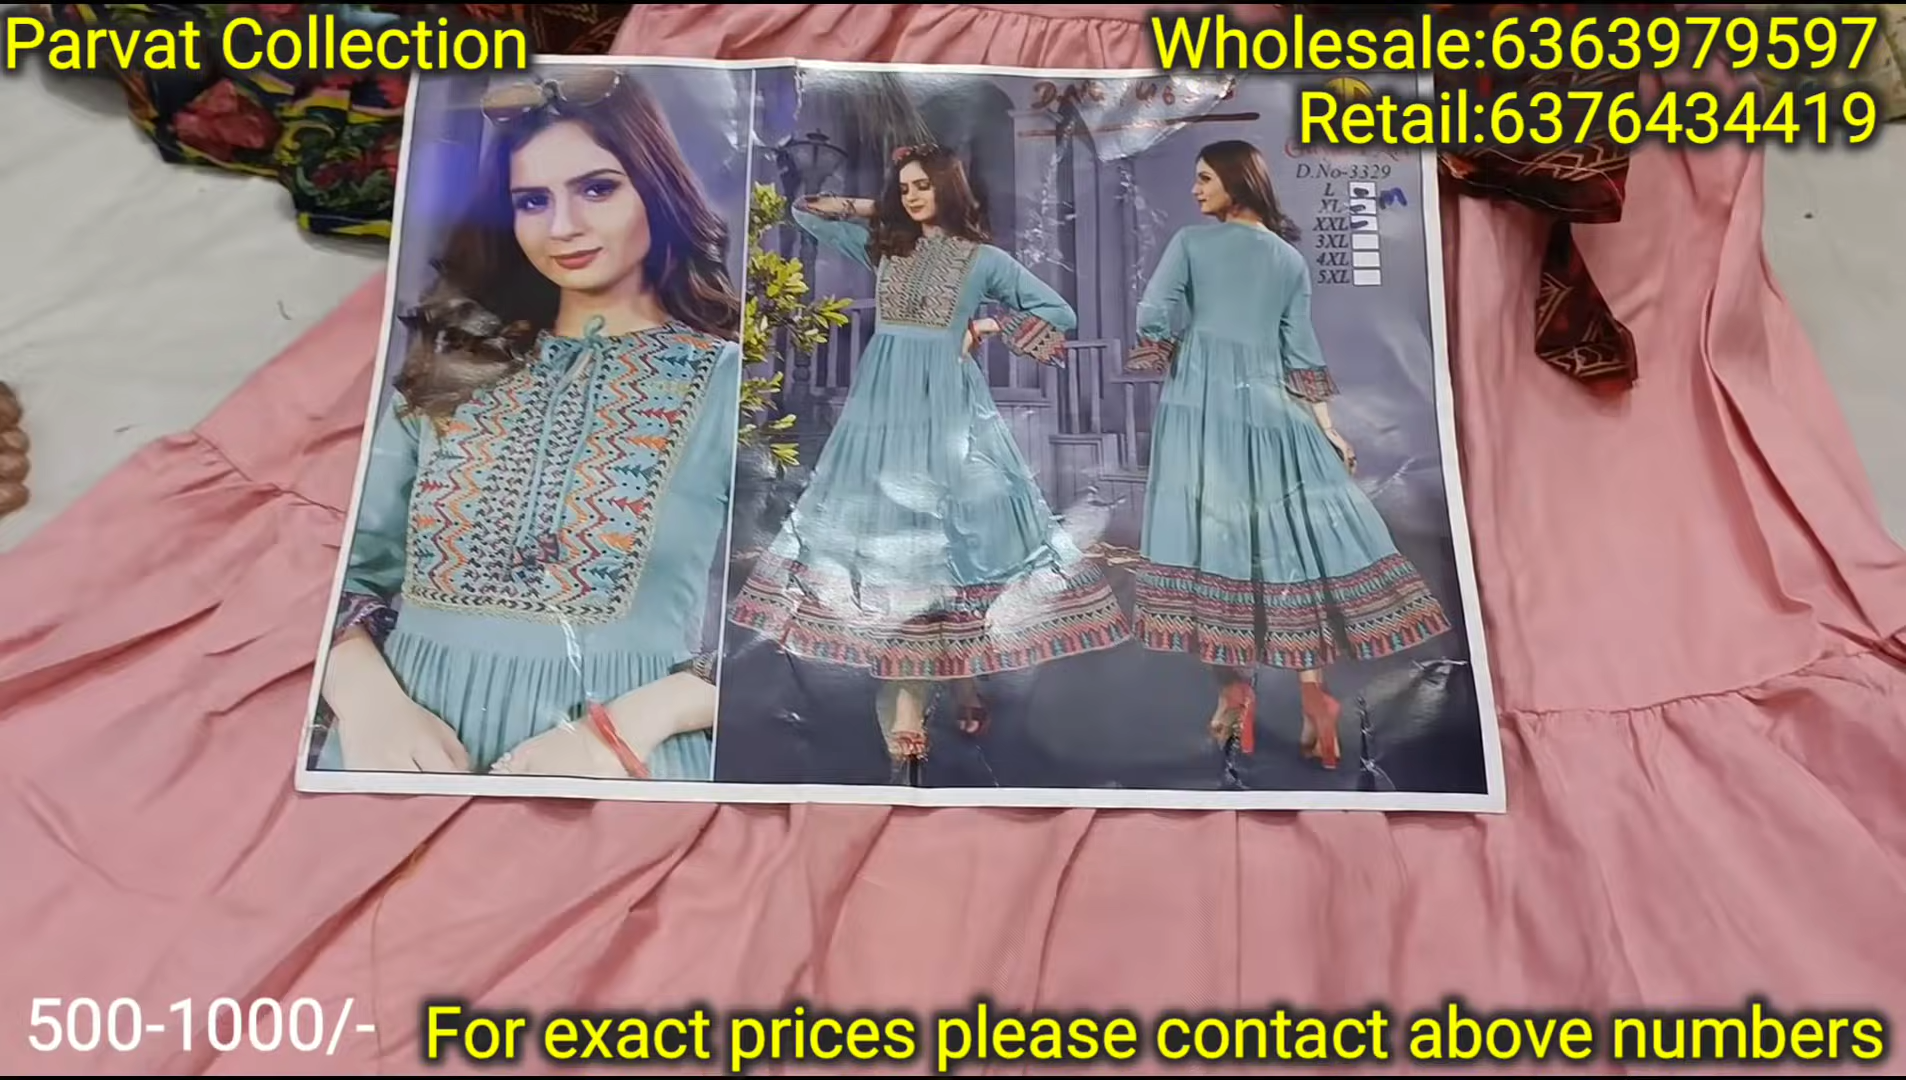 Parvat Collection
Wholesale:6363979597
Retail:6376434419
D.No-3329
L
XL M
XXL
3XL
4XL
5XL
500-1000/-
For exact prices please contact above numbers